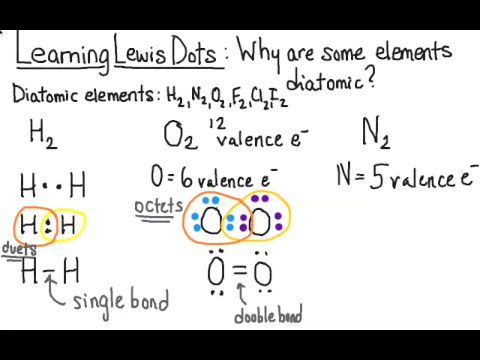 Learning Lewis Dots: Why are some elements
diatomic?
Diatomic elements: H₂, N₂, O₂, F₂, Cl₂, I₂
H₂
O₂ 12 valence e⁻
N₂
O = 6 valence e⁻
N = 5 valence e⁻
H • • H
octets
H : H
O O
duets
H – H
O = O
single bond
double bond